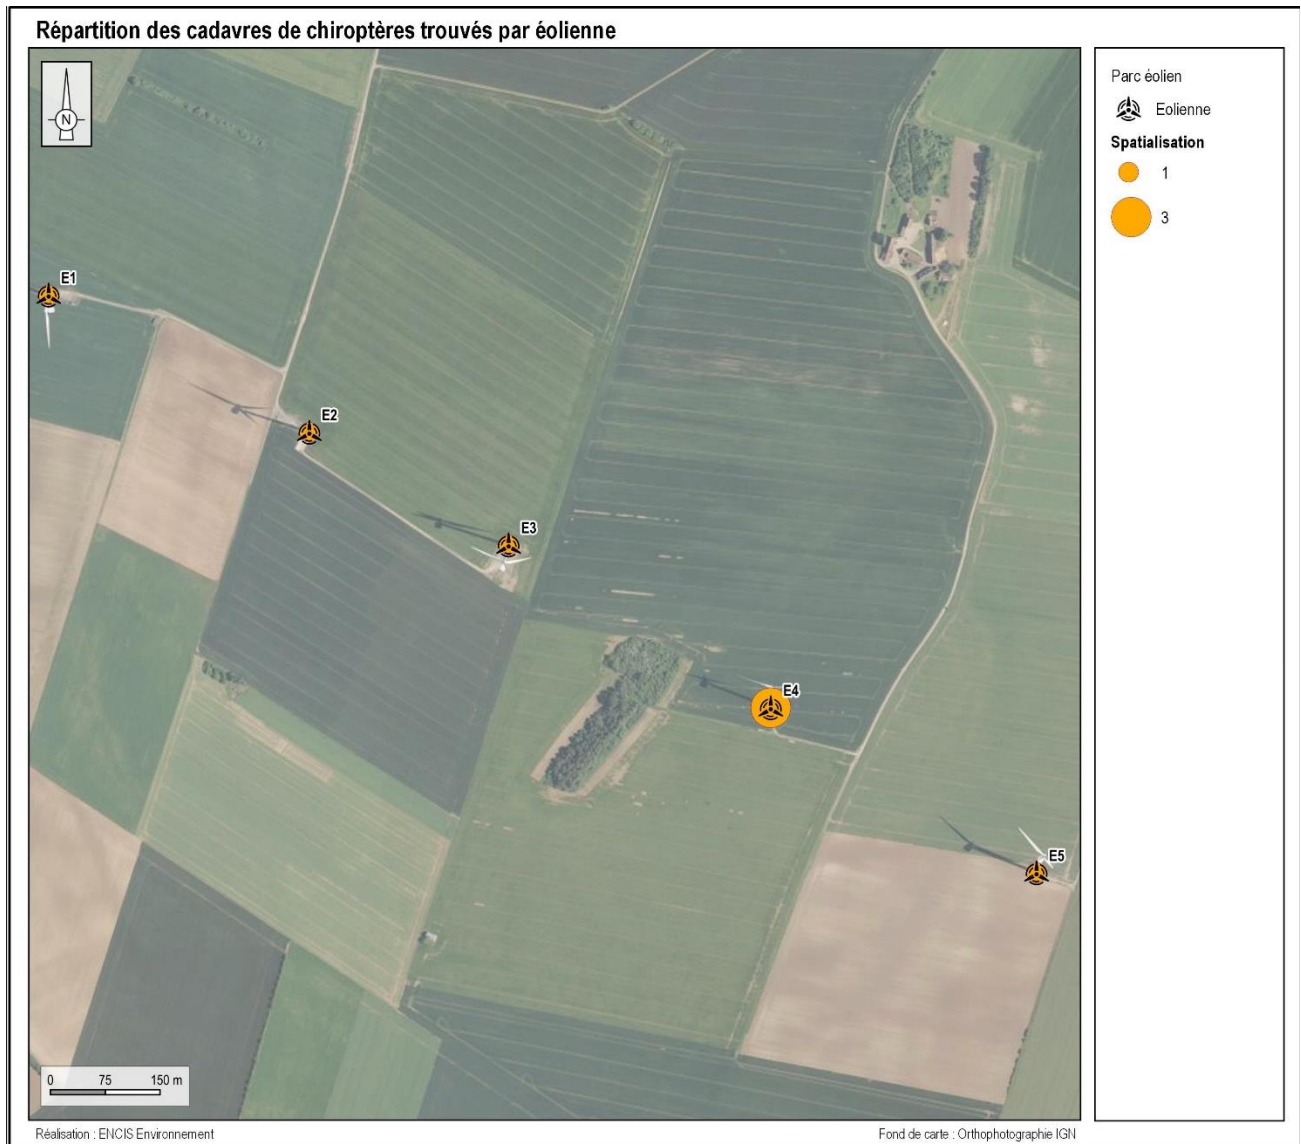 Répartition des cadavres de chiroptères trouvés par éolienne
N
Parc éolien
Eolienne
Spatialisation
1
3
E1
E2
E3
E4
E5
0 75 150 m
Réalisation : ENCIS Environnement
Fond de carte : Orthophotographie IGN